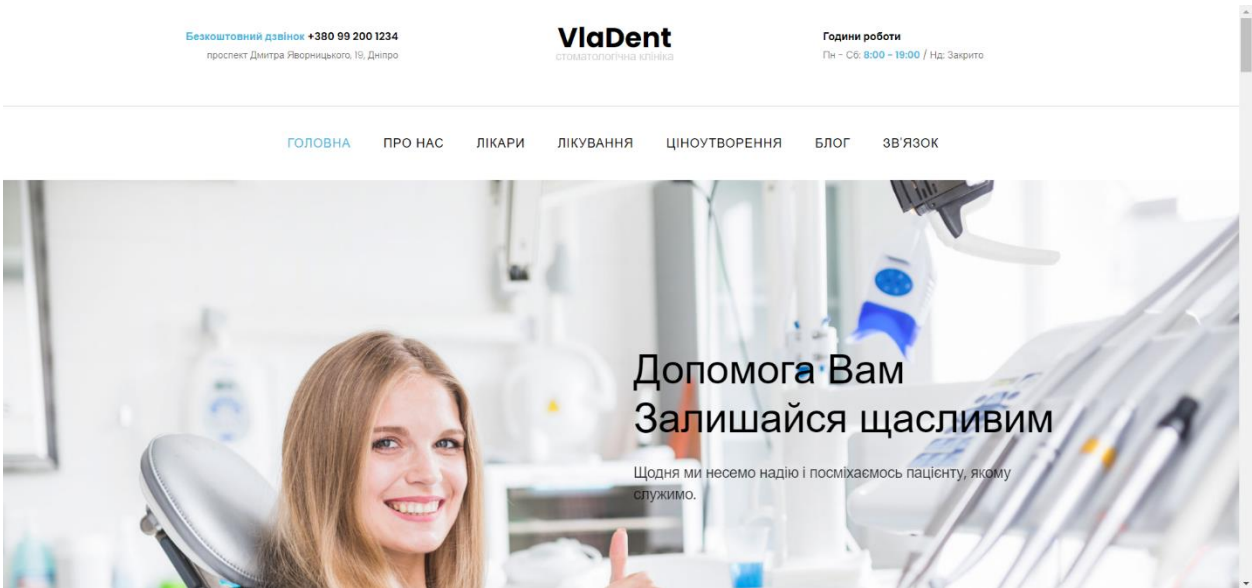 Безкоштовний дзвінок +380 99 200 1234
проспект Дмитра Яворницького, 19, Дніпро
VlaDent
стоматологічна клініка
Години роботи
Пн – Сб: 8:00 – 19:00 / Нд: Закрито
ГОЛОВНА ПРО НАС ЛІКАРИ ЛІКУВАННЯ ЦІНОУТВОРЕННЯ БЛОГ ЗВ'ЯЗОК
Допомога Вам
Залишайся щасливим
Щодня ми несемо надію і посміхаємось пацієнту, якому
служимо.